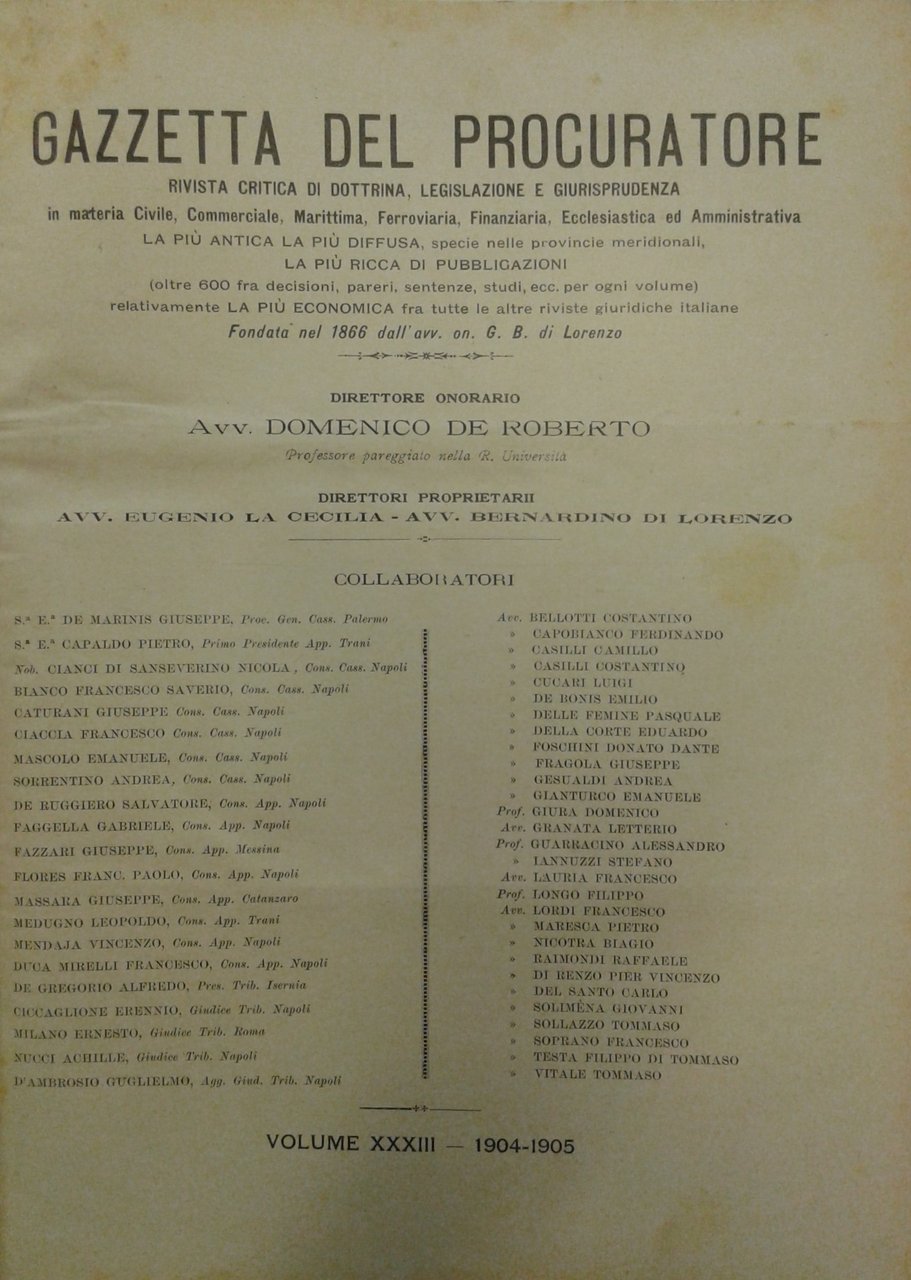 GAZZETTA DEL PROCURATORE
RIVISTA CRITICA DI DOTTRINA, LEGISLAZIONE E GIURISPRUDENZA
in materia Civile, Commerciale, Marittima, Ferroviaria, Finanziaria, Ecclesiastica ed Amministrativa
LA PIÙ ANTICA LA PIÙ DIFFUSA, specie nelle provincie meridionali,
LA PIÙ RICCA DI PUBBLICAZIONI
(oltre 600 fra decisioni, pareri, sentenze, studi, ecc. per ogni volume)
relativamente LA PIÙ ECONOMICA fra tutte le altre riviste giuridiche italiane
Fondata nel 1866 dall'avv. on. G. B. di Lorenzo
DIRETTORE ONORARIO
Avv. DOMENICO DE ROBERTO
Professore pareggiato nella R. Università
DIRETTORI PROPRIETARII
AVV. EUGENIO LA CECILIA - AVV. BERNARDINO DI LORENZO
COLLABORATORI
S.ª E.ª DE MARINIS GIUSEPPE, Proc. Gen. Cass. Palermo
S.ª E.ª CAPALDO PIETRO, Primo Presidente App. Trani
Nob. CIANCI DI SANSEVERINO NICOLA, Cons. Cass. Napoli
BIANCO FRANCESCO SAVERIO, Cons. Cass. Napoli
CATURANI GIUSEPPE Cons. Cass. Napoli
CIACCIA FRANCESCO Cons. Cass. Napoli
MASCOLO EMANUELE, Cons. Cass. Napoli
SORRENTINO ANDREA, Cons. Cass. Napoli
DE RUGGIERO SALVATORE, Cons. App. Napoli
FAGGELLA GABRIELE, Cons. App. Napoli
FAZZARI GIUSEPPE, Cons. App. Messina
FLORES FRANC. PAOLO, Cons. App. Napoli
MASSARA GIUSEPPE, Cons. App. Catanzaro
MEDUGNO LEOPOLDO, Cons. App. Trani
MENDAJA VINCENZO, Cons. App. Napoli
DUCA MIRELLI FRANCESCO, Cons. App. Napoli
DE GREGORIO ALFREDO, Pres. Trib. Isernia
CICCAGLIONE ERENNIO, Giudice Trib. Napoli
MILANO ERNESTO, Giudice Trib. Roma
NUCCI ACHILLE, Giudice Trib. Napoli
D'AMBROSIO GUGLIELMO, Agg. Giud. Trib. Napoli
Avv. BELLOTTI COSTANTINO
» CAPOBIANCO FERDINANDO
» CASILLI CAMILLO
» CASILLI COSTANTINO
» CUCARI LUIGI
» DE BONIS EMILIO
» DELLE FEMINE PASQUALE
» DELLA CORTE EDUARDO
» FOSCHINI DONATO DANTE
» FRAGOLA GIUSEPPE
» GESUALDI ANDREA
» GIANTURCO EMANUELE
Prof. GIURA DOMENICO
Avv. GRANATA LETTERIO
Prof. GUARRACINO ALESSANDRO
» IANNUZZI STEFANO
Avv. LAURIA FRANCESCO
Prof. LONGO FILIPPO
Avv. LORDI FRANCESCO
» MARESCA PIETRO
» NICOTRA BIAGIO
» RAIMONDI RAFFAELE
» DI RENZO PIER VINCENZO
» DEL SANTO CARLO
» SOLIMÈNA GIOVANNI
» SOLLAZZO TOMMASO
» SOPRANO FRANCESCO
» TESTA FILIPPO DI TOMMASO
» VITALE TOMMASO
VOLUME XXXIII — 1904-1905